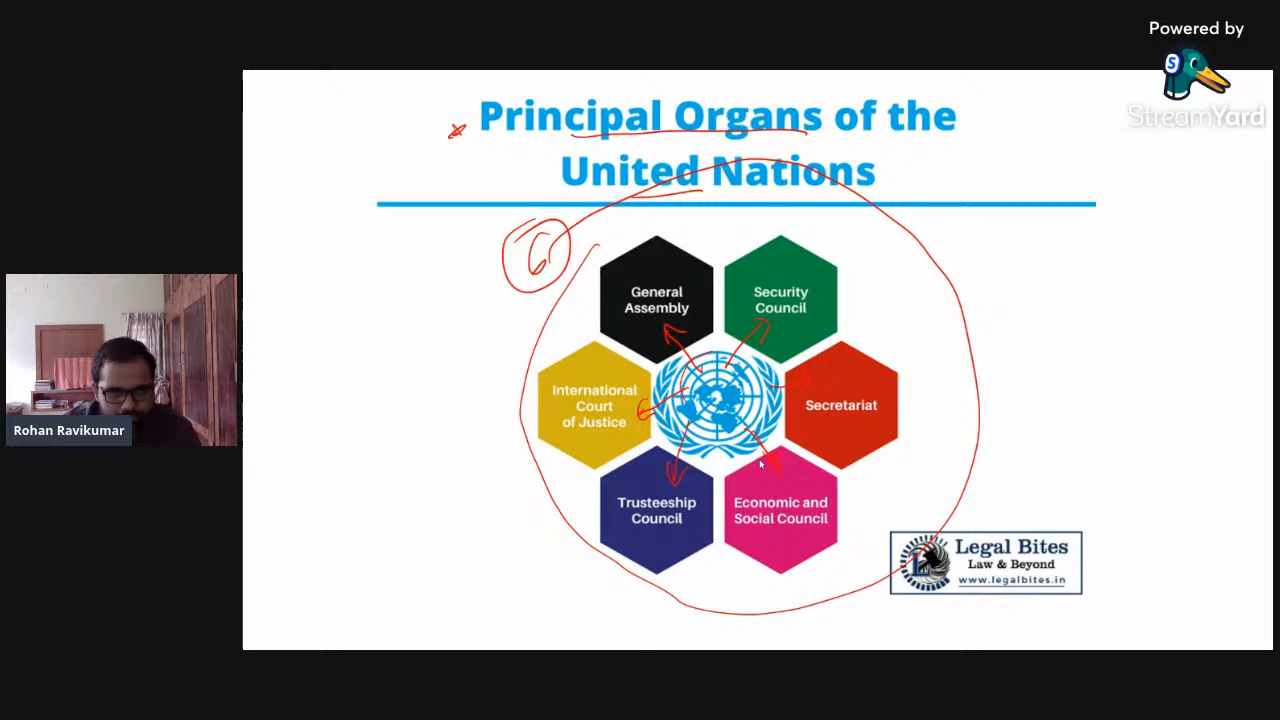 Powered by
S
StreamYard
Principal Organs of the
United Nations
6
General
Assembly
Security
Council
International
Court
of Justice
Secretariat
Trusteeship
Council
Economic and
Social Council
Rohan Ravikumar
Legal Bites
Law & Beyond
www.legalbites.in